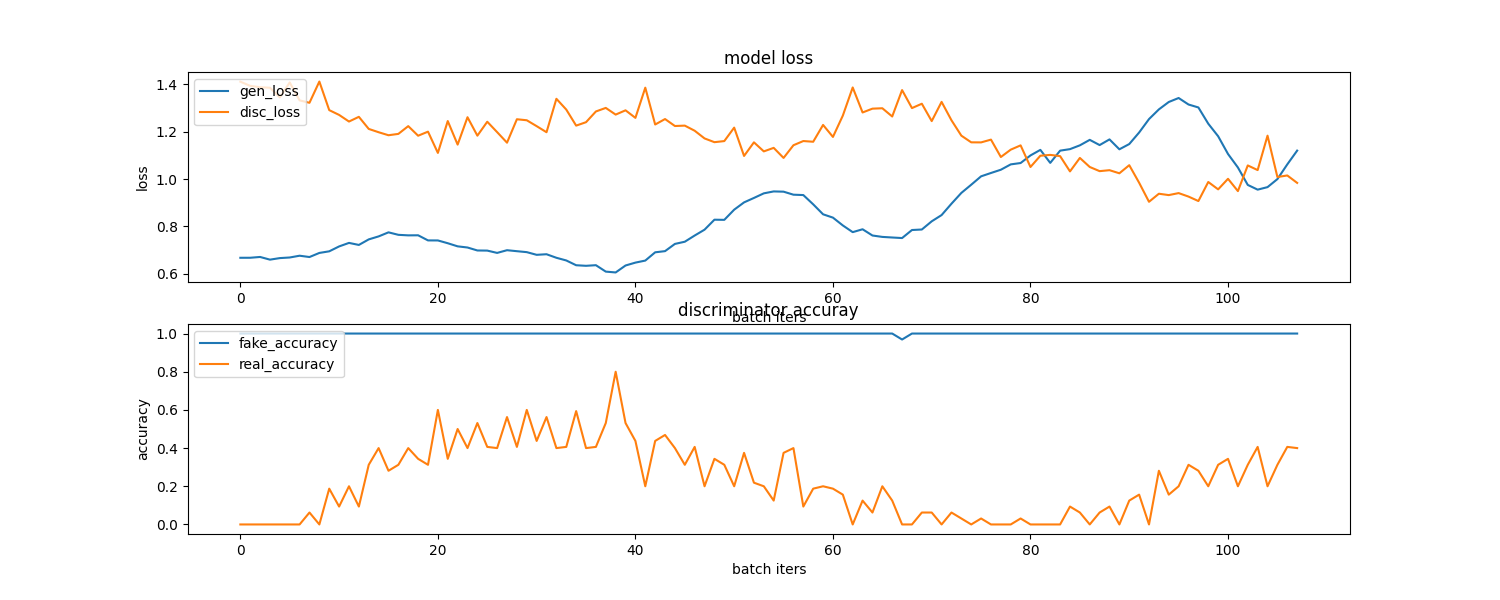 model loss
1.4
1.2
1.0
0.8
0.6
loss
gen_loss
disc_loss
0 20 40 60 80 100
batch iters
discriminator accuray
1.0
0.8
0.6
0.4
0.2
0.0
accuracy
fake_accuracy
real_accuracy
0 20 40 60 80 100
batch iters